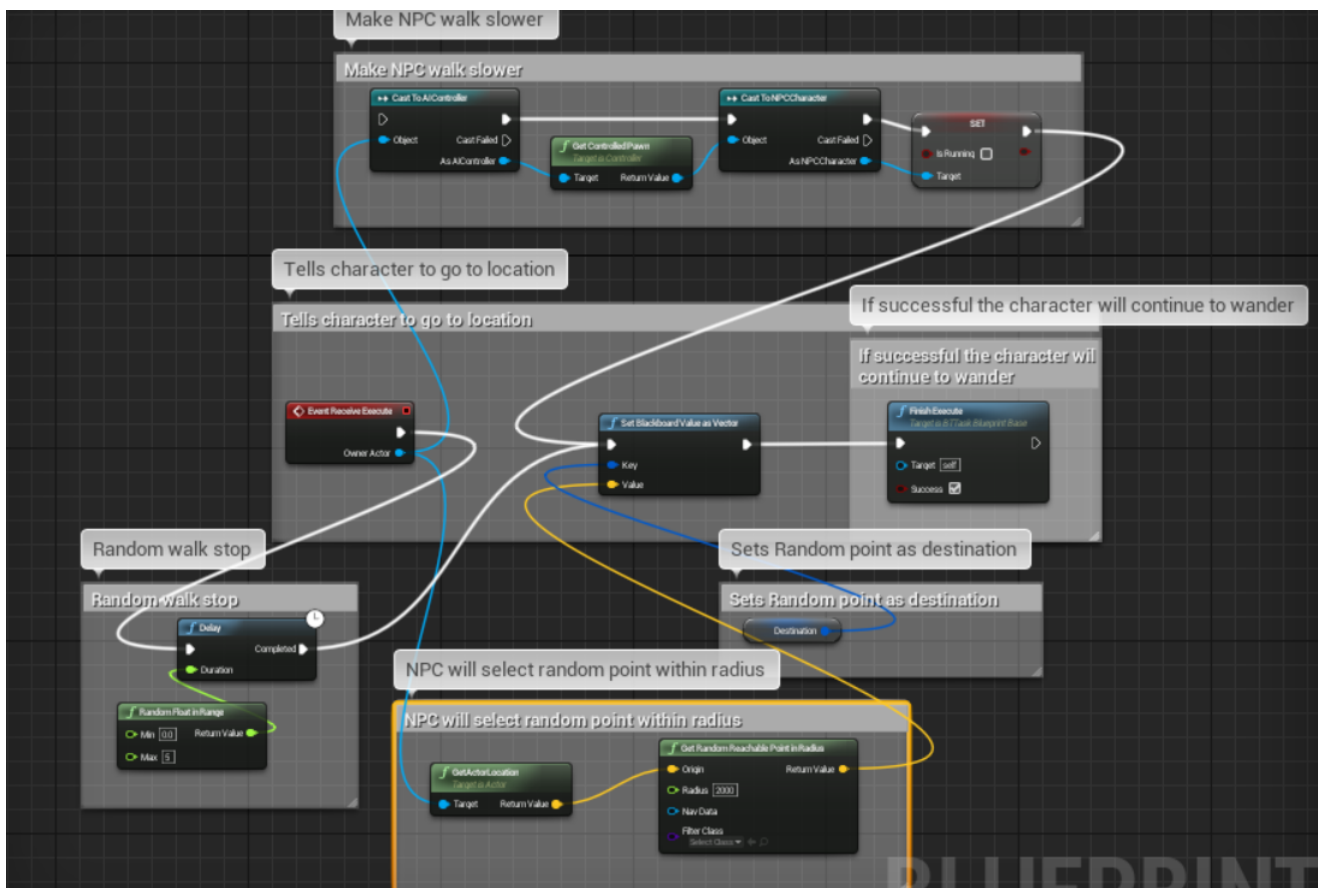 Make NPC walk slower
Make NPC walk slower
Cast To AIController
Object
Cast Failed
As AIController
Get Controlled Pawn
Target is Controller
Target
Return Value
Cast To NPCCharacter
Object
Cast Failed
As NPCCharacter
SET
Is Running
Target
Tells character to go to location
Tells character to go to location
If successful the character will continue to wander
If successful the character wil
continue to wander
Event Receive Execute
Owner Actor
Set Blackboard Value as Vector
Key
Value
Finish Execute
Target is BTTask Blueprint Base
Target self
Success
Random walk stop
Random walk stop
Delay
Completed
Duration
Random Float in Range
Min 0.0
Return Value
Max 5
Sets Random point as destination
Sets Random point as destination
Destination
NPC will select random point within radius
NPC will select random point within radius
GetActorLocation
Target is Actor
Target
Return Value
Get Random Reachable Point in Radius
Origin
Return Value
Radius 2000
Nav Data
Filter Class
Select Class
BLUEPRINT